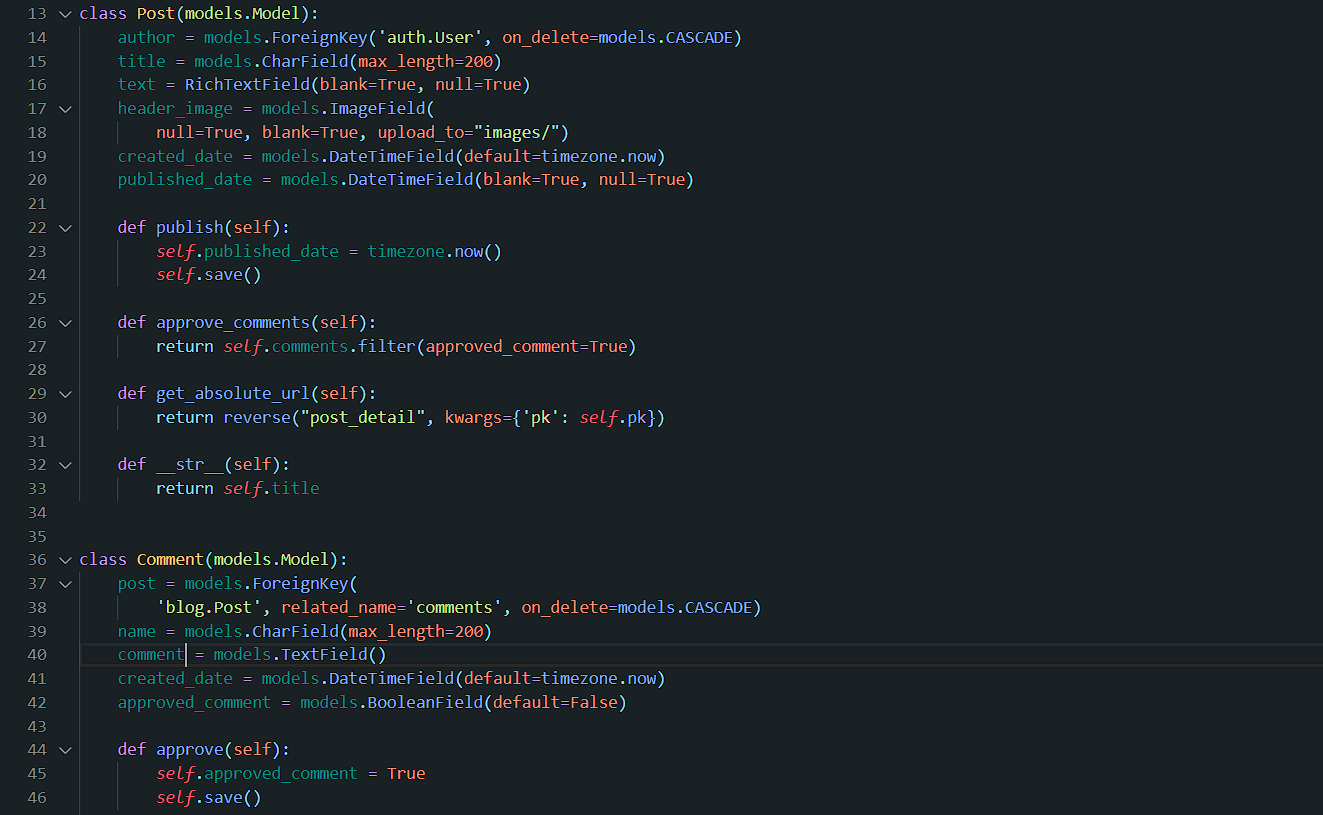 13 class Post(models.Model):
14     author = models.ForeignKey('auth.User', on_delete=models.CASCADE)
15     title = models.CharField(max_length=200)
16     text = RichTextField(blank=True, null=True)
17     header_image = models.ImageField(
18         null=True, blank=True, upload_to="images/")
19     created_date = models.DateTimeField(default=timezone.now)
20     published_date = models.DateTimeField(blank=True, null=True)
21
22     def publish(self):
23         self.published_date = timezone.now()
24         self.save()
25
26     def approve_comments(self):
27         return self.comments.filter(approved_comment=True)
28
29     def get_absolute_url(self):
30         return reverse("post_detail", kwargs={'pk': self.pk})
31
32     def __str__(self):
33         return self.title
34
35
36 class Comment(models.Model):
37     post = models.ForeignKey(
38         'blog.Post', related_name='comments', on_delete=models.CASCADE)
39     name = models.CharField(max_length=200)
40     comment = models.TextField()
41     created_date = models.DateTimeField(default=timezone.now)
42     approved_comment = models.BooleanField(default=False)
43
44     def approve(self):
45         self.approved_comment = True
46         self.save()